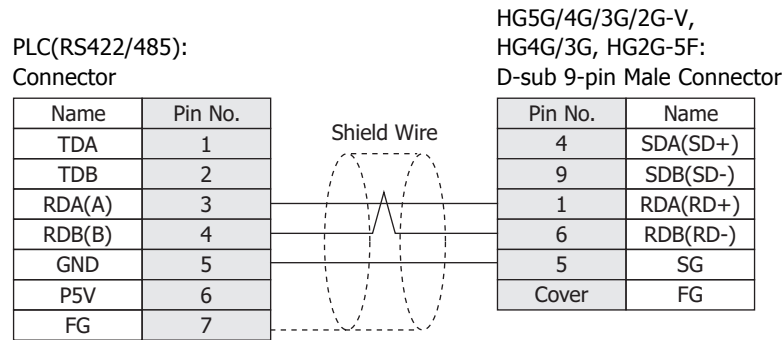 PLC(RS422/485):
Connector
HG5G/4G/3G/2G-V,
HG4G/3G, HG2G-5F:
D-sub 9-pin Male Connector
Name Pin No.
TDA 1
TDB 2
RDA(A) 3
RDB(B) 4
GND 5
P5V 6
FG 7
Shield Wire
Pin No. Name
4 SDA(SD+)
9 SDB(SD-)
1 RDA(RD+)
6 RDB(RD-)
5 SG
Cover FG